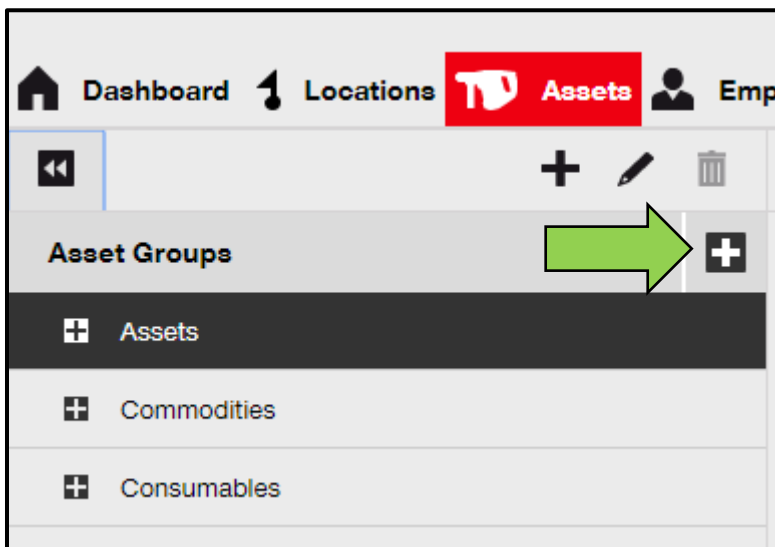 Dashboard Locations Assets Emp
Asset Groups
Assets
Commodities
Consumables